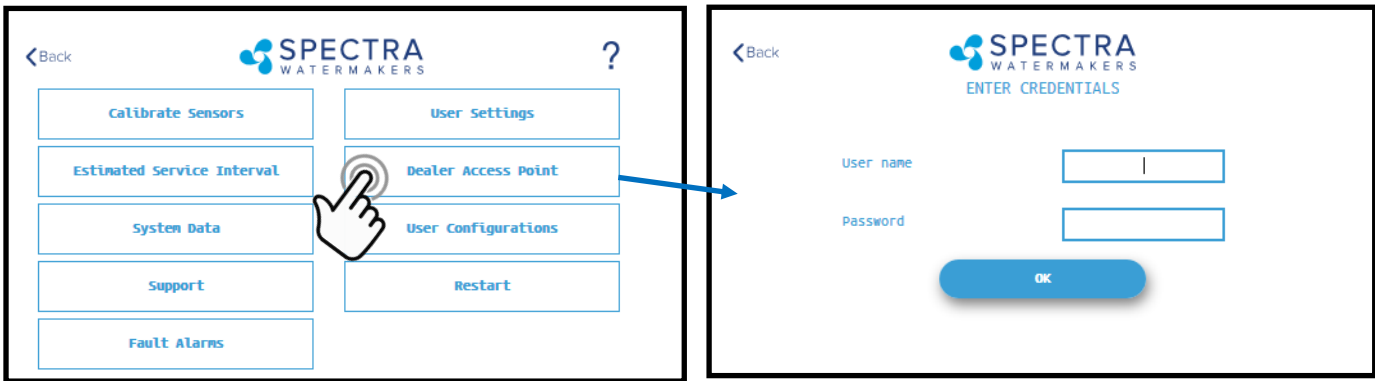 Back
SPECTRA
WATERMAKERS
?
Calibrate Sensors
User Settings
Estimated Service Interval
Dealer Access Point
System Data
User Configurations
Support
Restart
Fault Alarms
Back
SPECTRA
WATERMAKERS
ENTER CREDENTIALS
User name
Password
OK